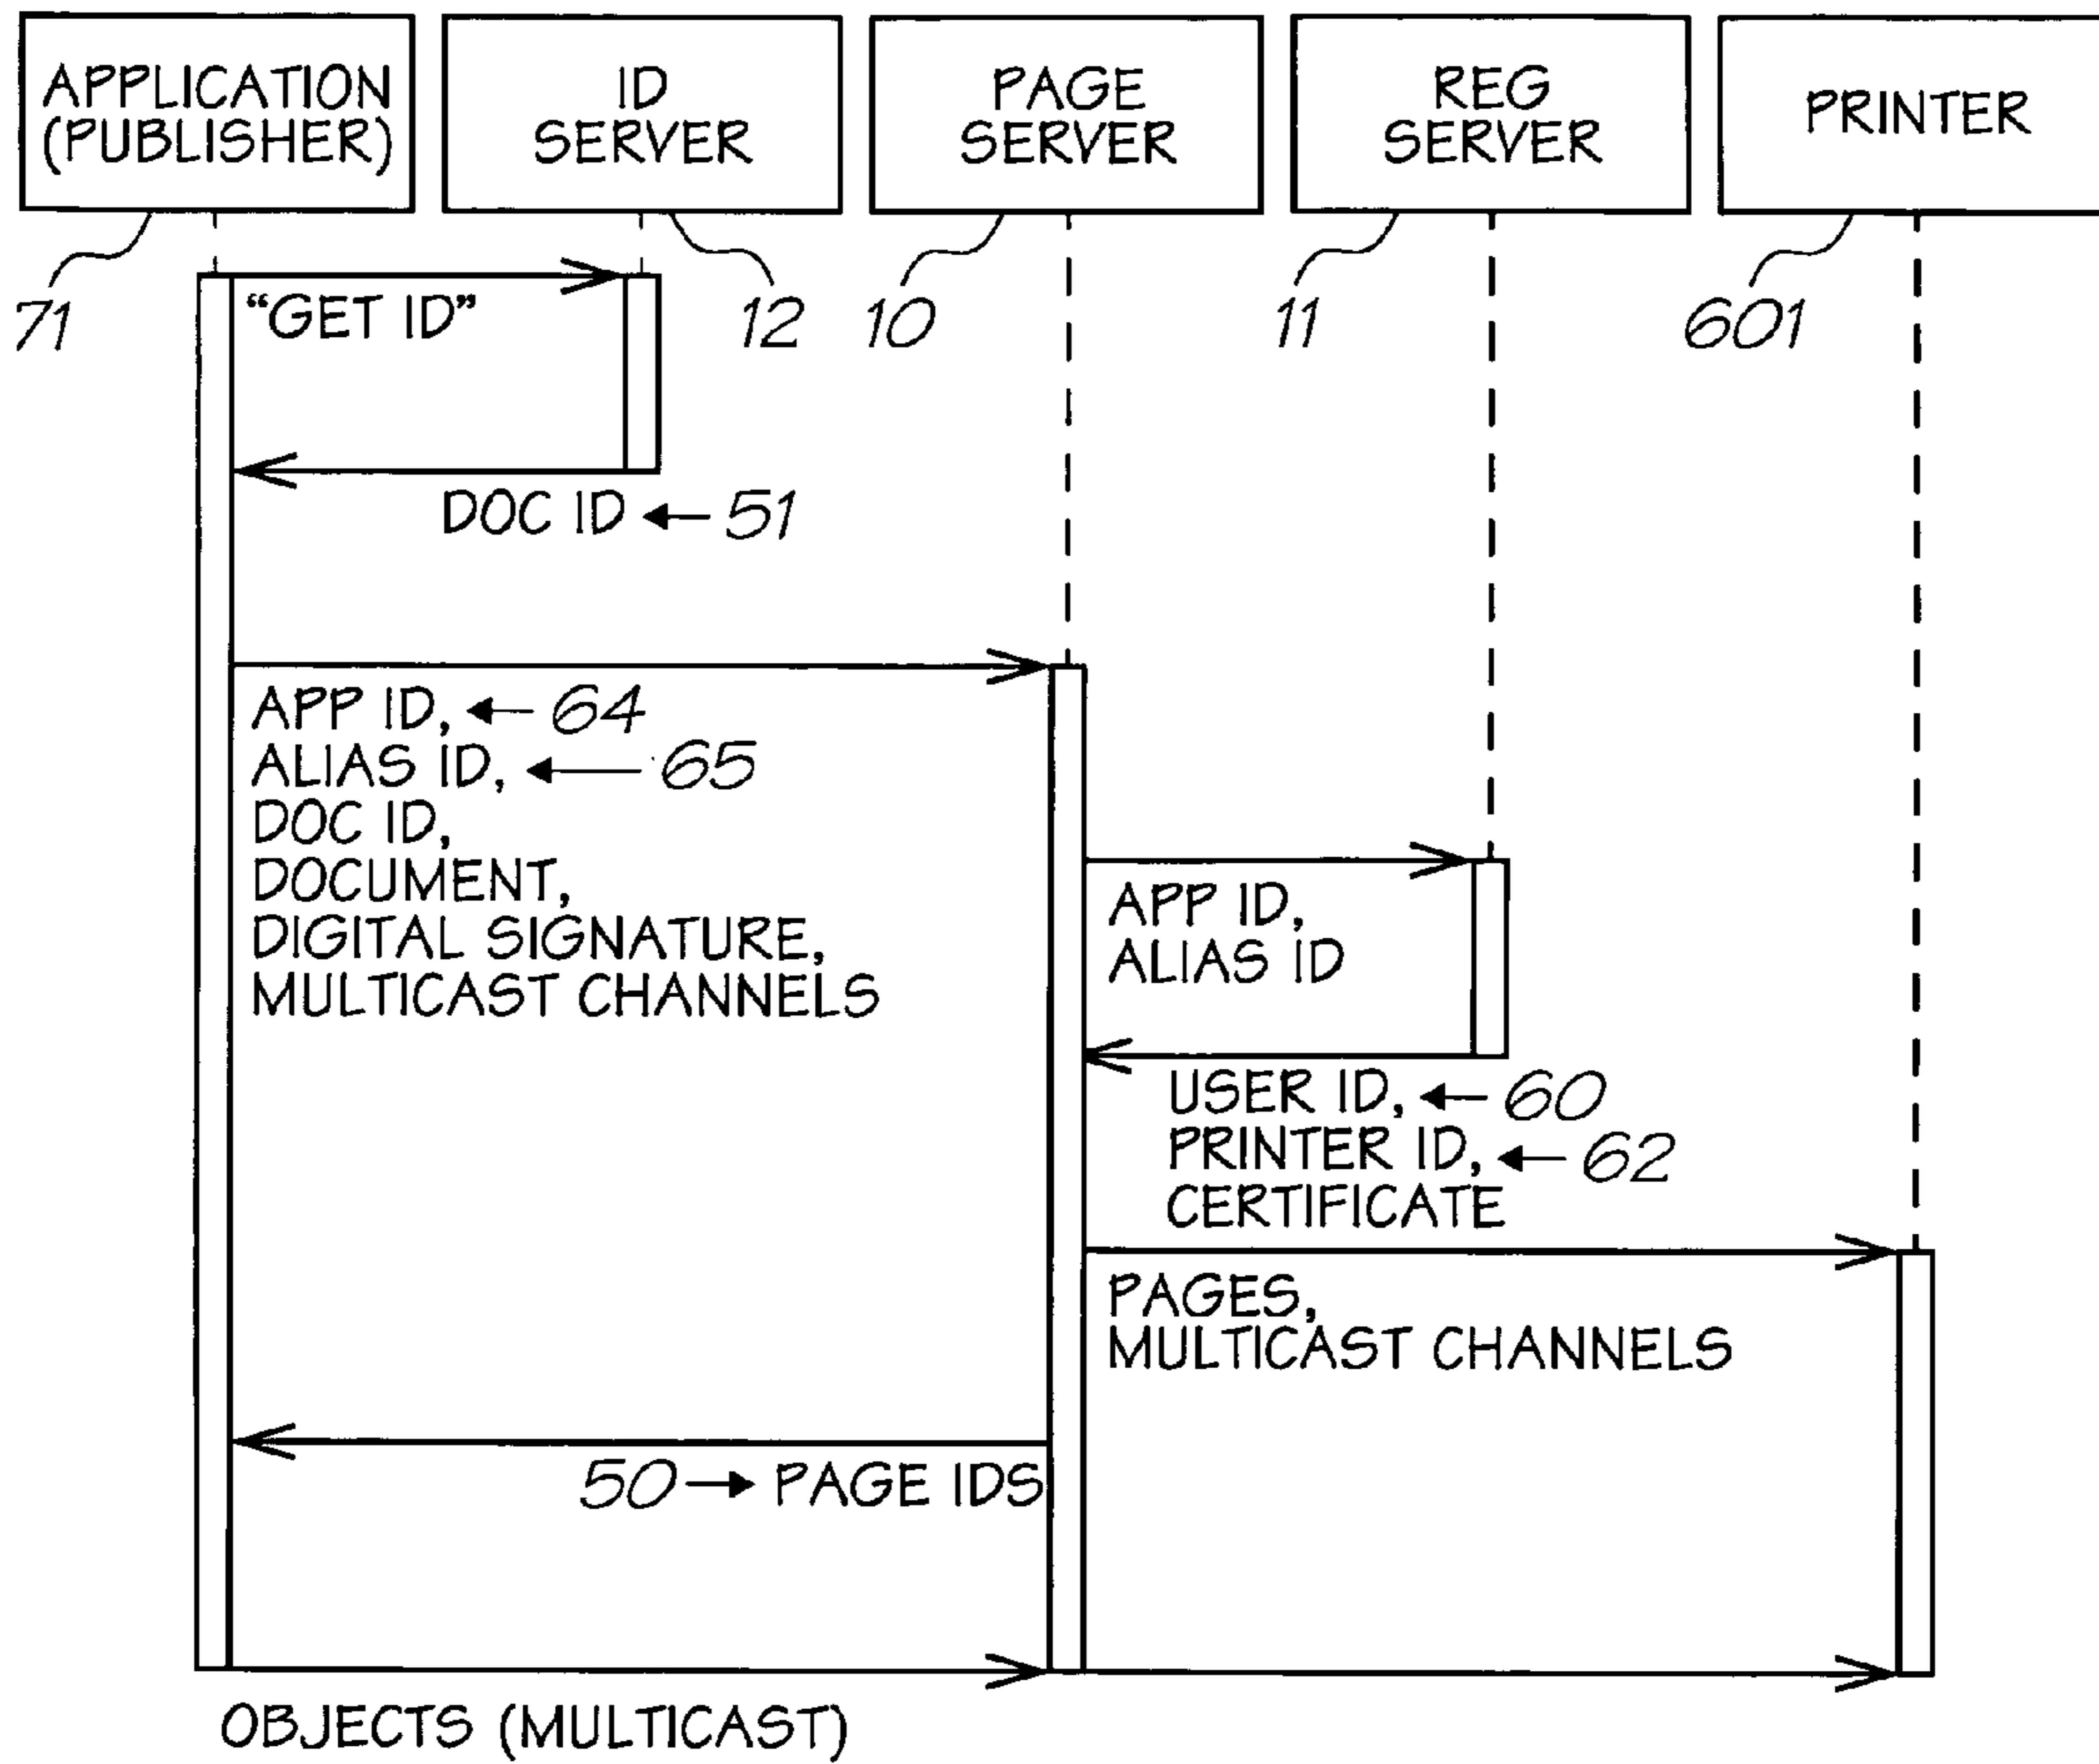 APPLICATION
(PUBLISHER)
ID
SERVER
PAGE
SERVER
REG
SERVER
PRINTER
71
12
10
11
601
“GET ID”
DOC ID
51
APP ID,
64
ALIAS ID,
65
DOC ID,
DOCUMENT,
DIGITAL SIGNATURE,
MULTICAST CHANNELS
APP ID,
ALIAS ID
USER ID,
60
PRINTER ID,
62
CERTIFICATE
PAGES,
MULTICAST CHANNELS
50
PAGE IDS
OBJECTS (MULTICAST)